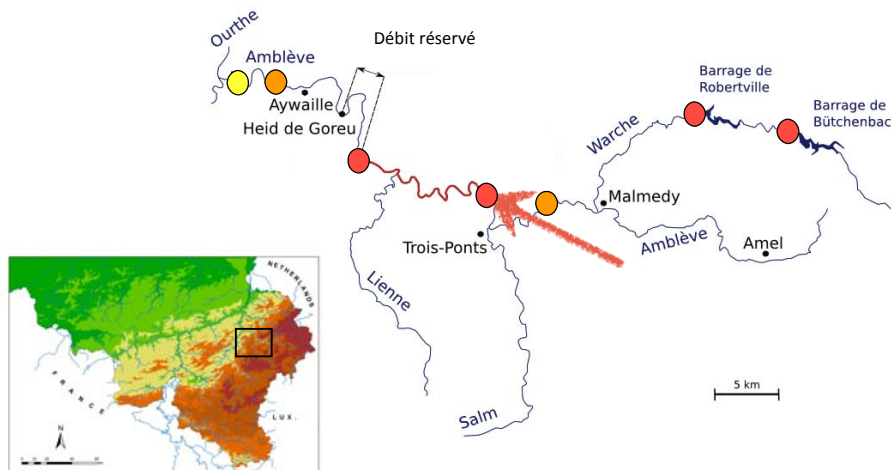 Ourthe
Amblève
Débit réservé
Aywaille
Heid de Goreu
Barrage de
Robertville
Barrage de
Bütchenbac
Warche
Malmedy
Amblève
Amel
Trois-Ponts
Lienne
Salm
5 km
NETHERLANDS
FRANCE
LUX.
N